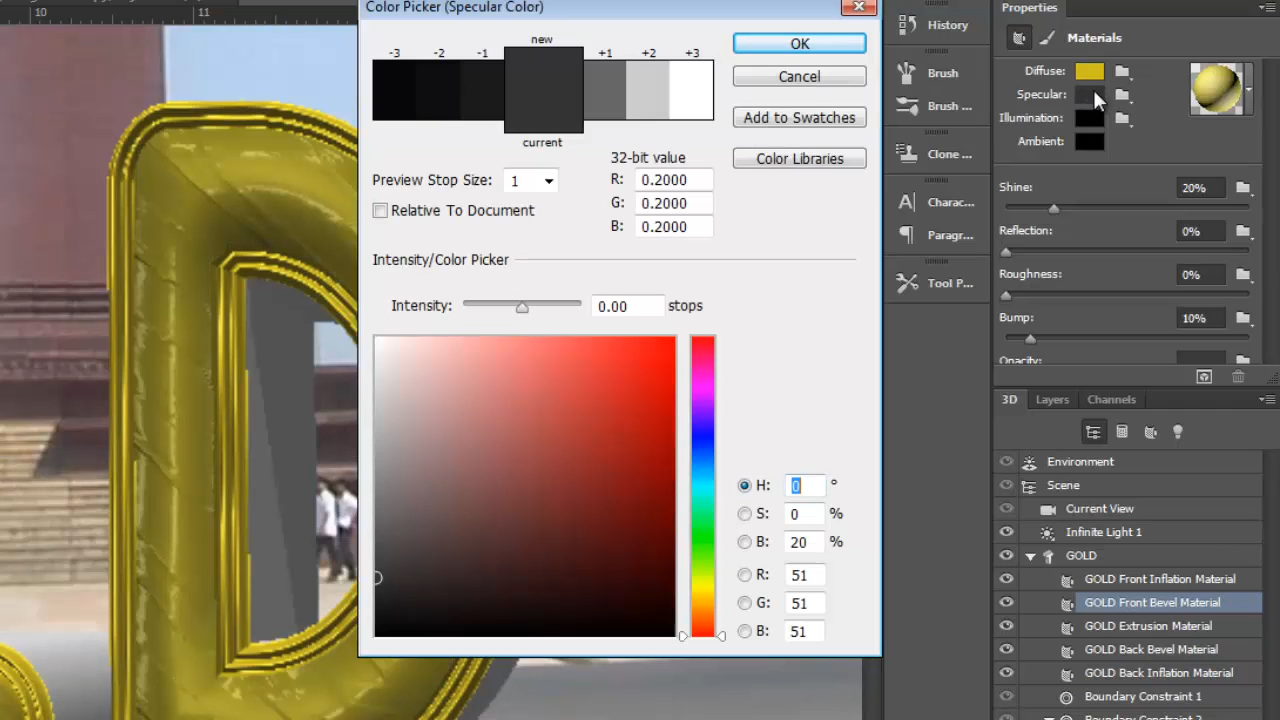 10
11
Color Picker (Specular Color)
new
-3 -2 -1 +1 +2 +3
current
OK
Cancel
Add to Swatches
Color Libraries
Preview Stop Size: 1
Relative To Document
32-bit value
R: 0.2000
G: 0.2000
B: 0.2000
Intensity/Color Picker
Intensity: 0.00 stops
H: 0 °
S: 0 %
B: 20 %
R: 51
G: 51
B: 51
History
Brush
Brush ...
Clone ...
Charac...
Paragr...
Tool P...
Properties
Materials
Diffuse:
Specular:
Illumination:
Ambient:
Shine: 20%
Reflection: 0%
Roughness: 0%
Bump: 10%
Opacity:
3D Layers Channels
Environment
Scene
Current View
Infinite Light 1
GOLD
GOLD Front Inflation Material
GOLD Front Bevel Material
GOLD Extrusion Material
GOLD Back Bevel Material
GOLD Back Inflation Material
Boundary Constraint 1
Boundary Constraint 2